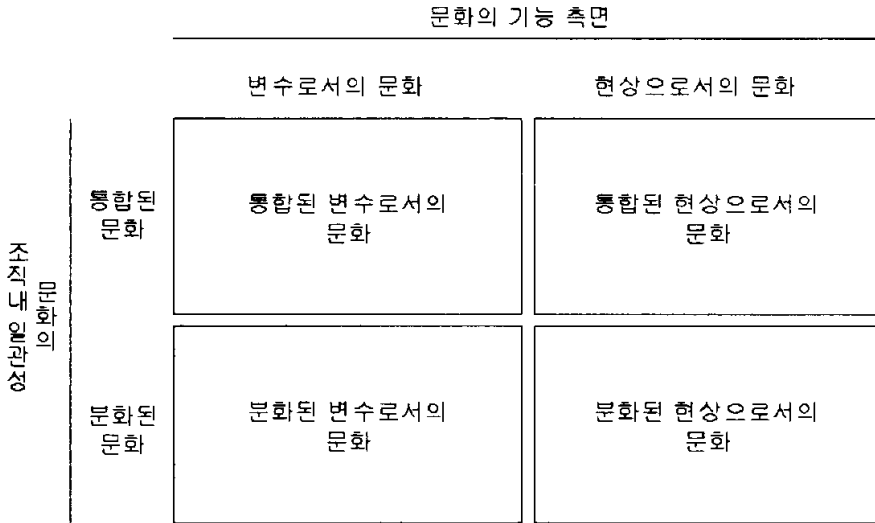 문화의 기능 측면
변수로서의 문화
현상으로서의 문화
문화의
조직내 일관성
통합된
문화
통합된 변수로서의
문화
통합된 현상으로서의
문화
분화된
문화
분화된 변수로서의
문화
분화된 현상으로서의
문화